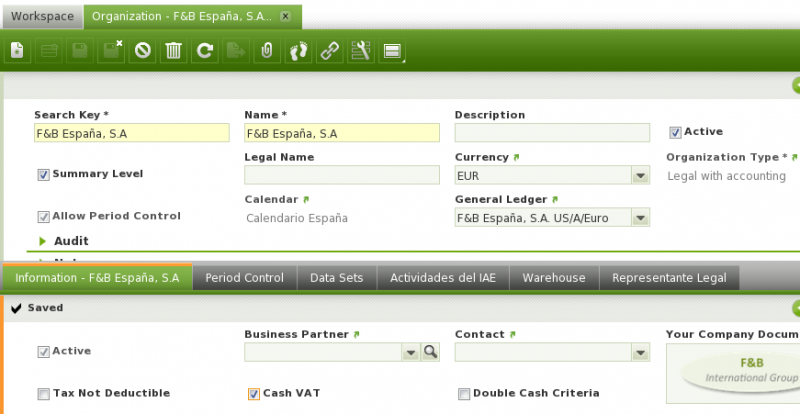 Workspace Organization - F&B España, S.A...
Search Key * Name * Description
F&B España, S.A F&B España, S.A Active
Legal Name Currency Organization Type *
Summary Level EUR Legal with accounting
Calendar General Ledger
Allow Period Control Calendario España F&B España, S.A. US/A/Euro
Audit
Information - F&B España, S.A Period Control Data Sets Actividades del IAE Warehouse Representante Legal
Saved
Business Partner Contact Your Company Docum
Active
F&B
International Group
Tax Not Deductible Cash VAT Double Cash Criteria